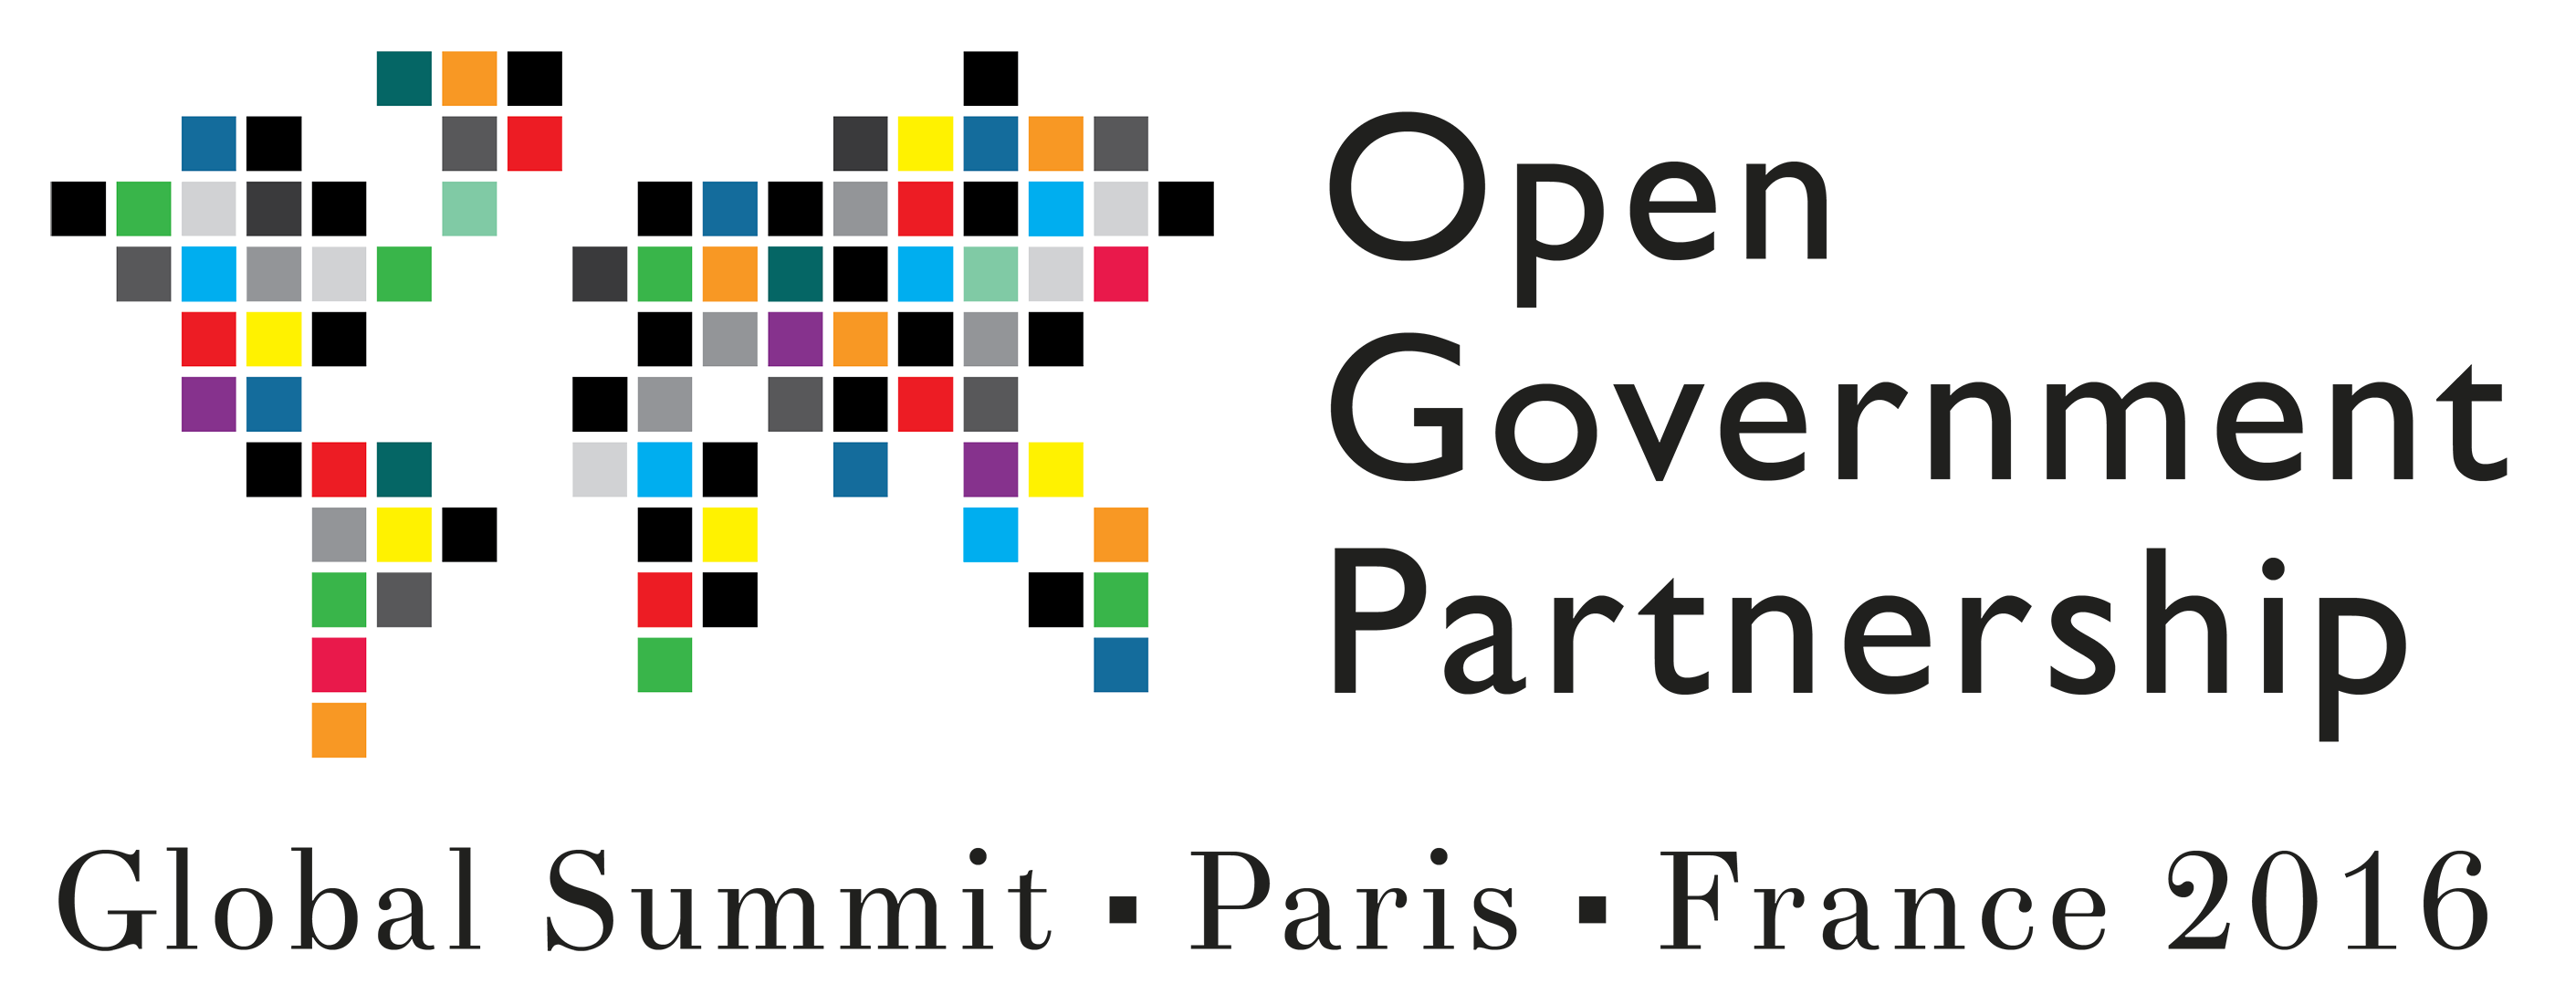 Open
Government
Partnership
Global Summit ▪ Paris ▪ France 2016